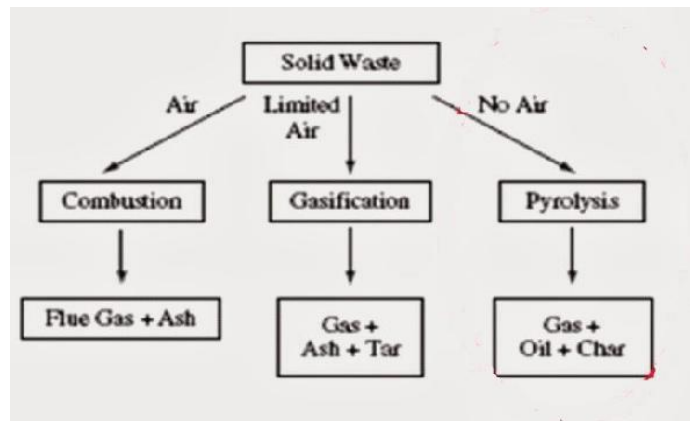 Solid Waste
Air
Limited
Air
No Air
Combustion
Gasification
Pyrolysis
Flue Gas + Ash
Gas +
Ash + Tar
Gas +
Oil + Char